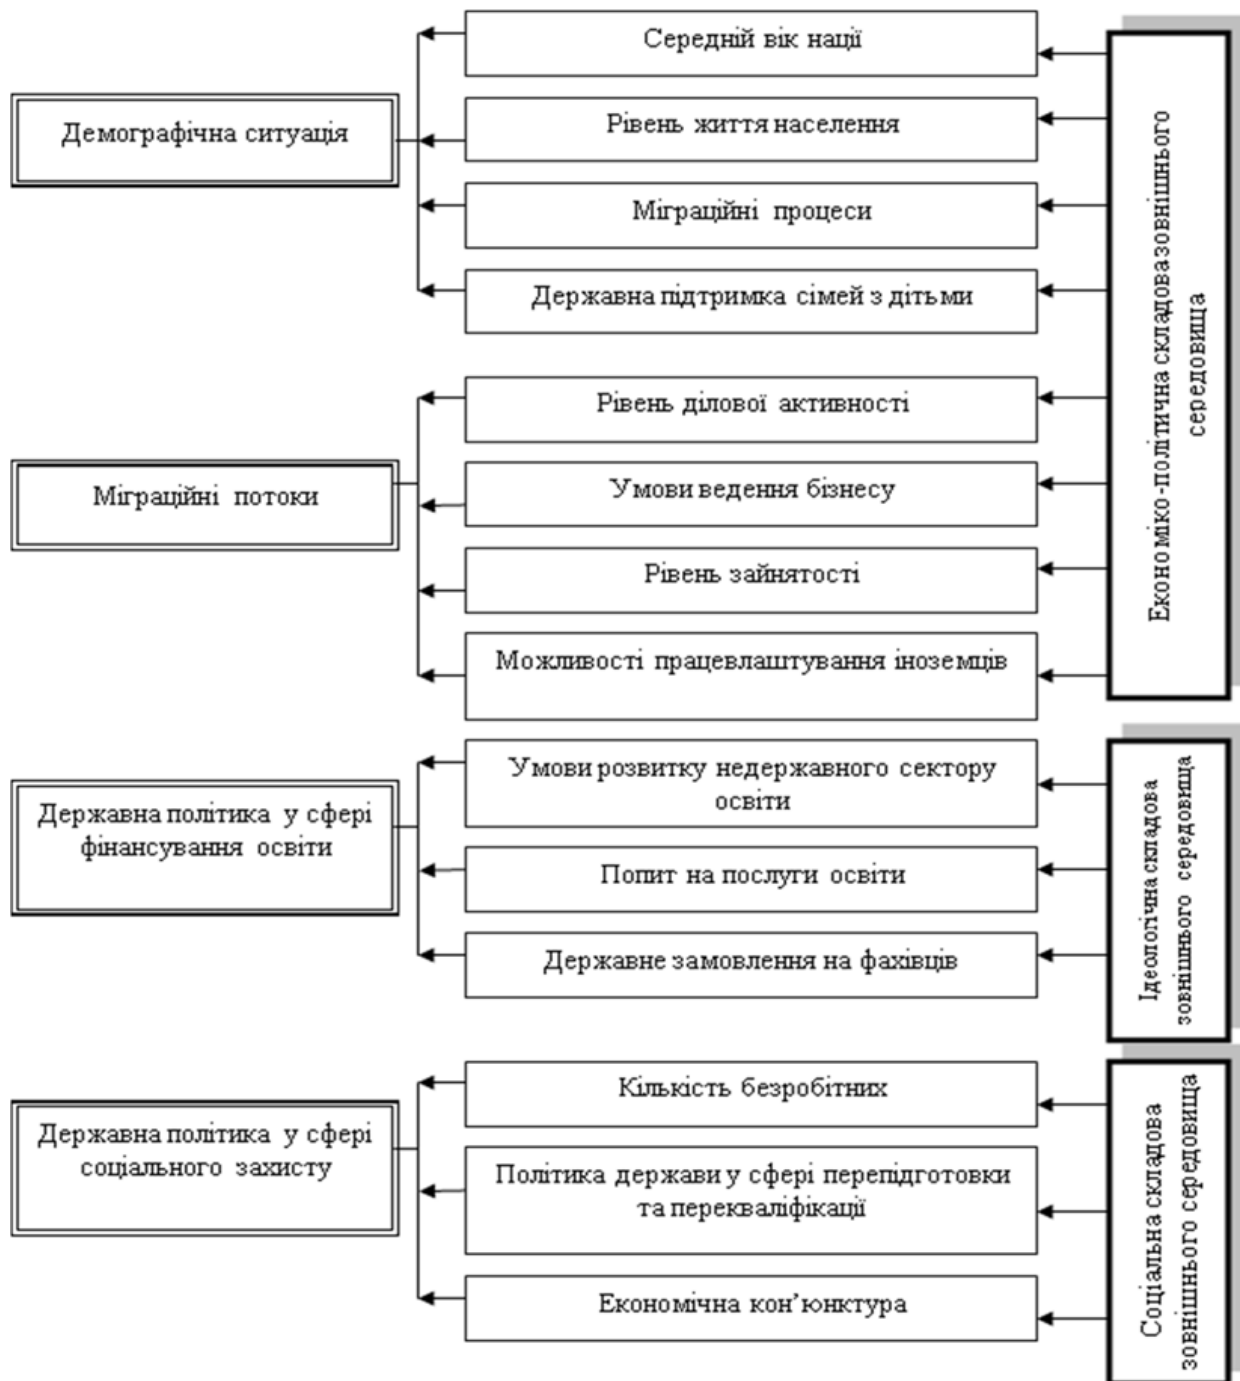 Середній вік нації
Демографічна ситуація
Рівень життя населення
Міграційні процеси
Державна підтримка сімей з дітьми
Економіко-політична складовазовнішнього
середовища
Рівень ділової активності
Міграційні потоки
Умови ведення бізнесу
Рівень зайнятості
Можливості працевлаштування іноземців
Умови розвитку недержавного сектору
освіти
Державна політика у сфері
фінансування освіти
Попит на послуги освіти
Державне замовлення на фахівців
Ідеологічна складова
зовнішнього середовища
Кількість безробітних
Державна політика у сфері
соціального захисту
Політика держави у сфері перепідготовки
та перекваліфікації
Економічна кон’юнктура
Соціальна складова
зовнішнього середовища